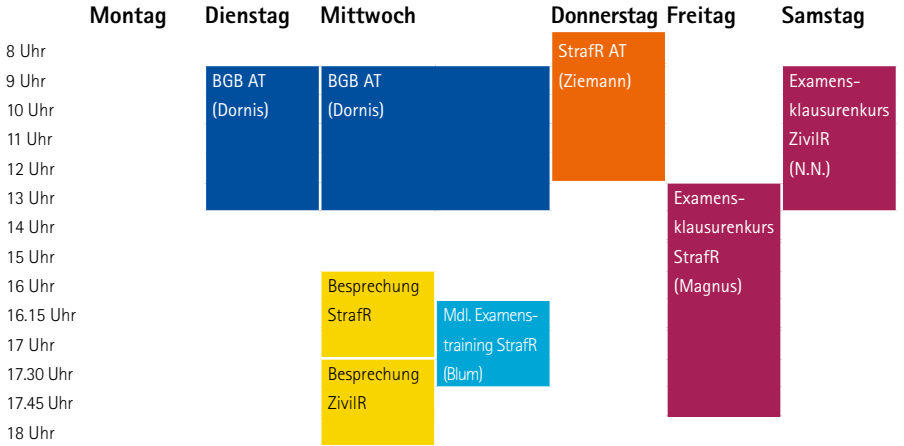 Montag Dienstag Mittwoch Donnerstag Freitag Samstag
8 Uhr StrafR AT
9 Uhr BGB AT BGB AT (Ziemann) Examens-
10 Uhr (Dornis) (Dornis) klausurenkurs
11 Uhr ZivilR
12 Uhr (N.N.)
13 Uhr Examens-
14 Uhr klausurenkurs
15 Uhr StrafR
16 Uhr Besprechung (Magnus)
16.15 Uhr StrafR Mdl. Examens-
17 Uhr training StrafR
17.30 Uhr Besprechung (Blum)
17.45 Uhr ZivilR
18 Uhr